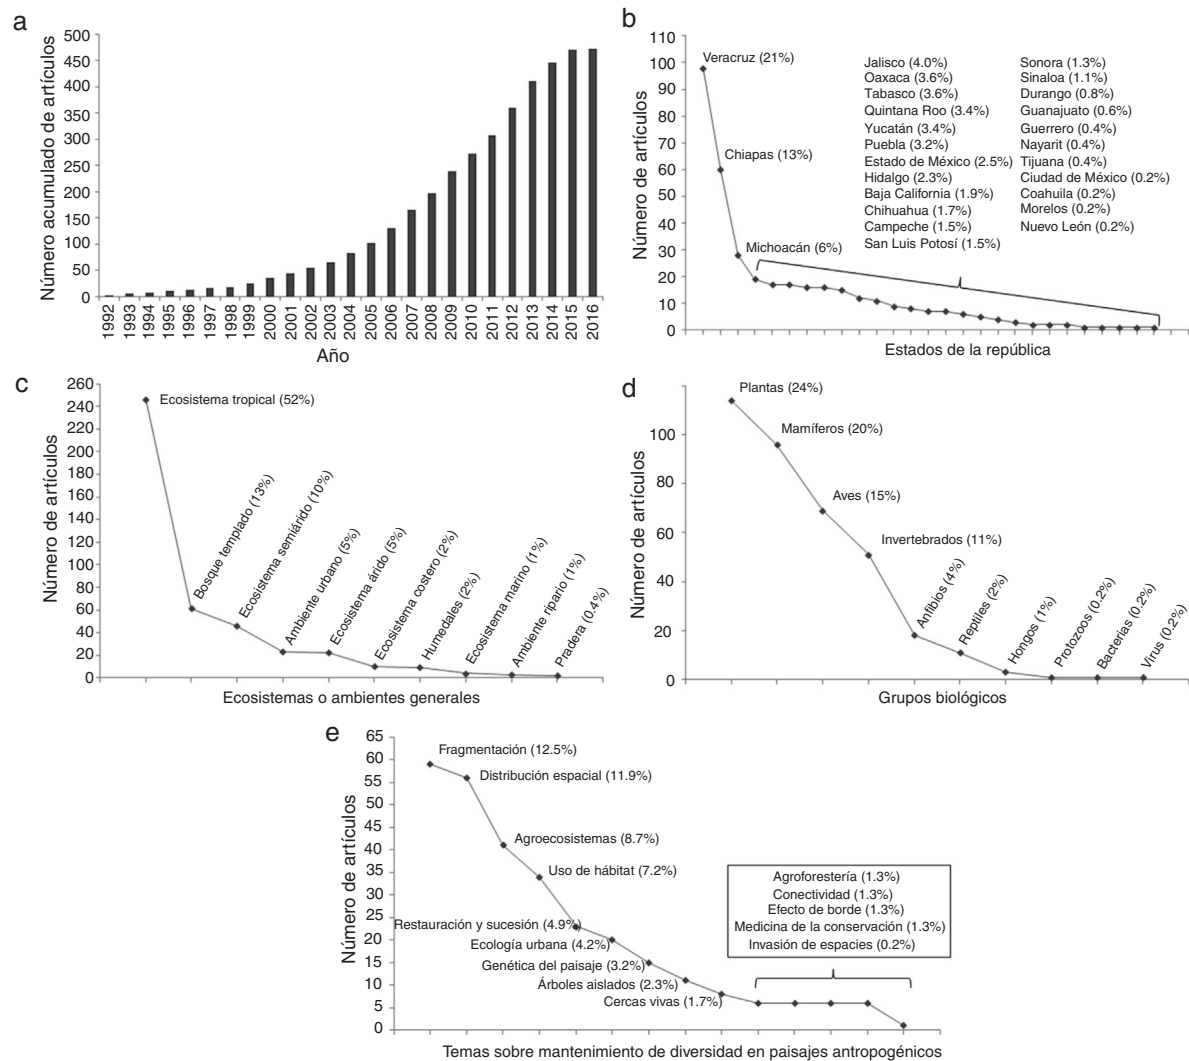 a
Número acumulado de artículos
500
450
400
350
300
250
200
150
100
50
0
1992
1993
1994
1995
1996
1997
1998
1999
2000
2001
2002
2003
2004
2005
2006
2007
2008
2009
2010
2011
2012
2013
2014
2015
2016
Año
b
Número de artículos
110
100
90
80
70
60
50
40
30
20
10
0
Veracruz (21%)
Chiapas (13%)
Michoacán (6%)
Jalisco (4.0%)
Oaxaca (3.6%)
Tabasco (3.6%)
Quintana Roo (3.4%)
Yucatán (3.4%)
Puebla (3.2%)
Estado de México (2.5%)
Hidalgo (2.3%)
Baja California (1.9%)
Chihuahua (1.7%)
Campeche (1.5%)
San Luis Potosí (1.5%)
Sonora (1.3%)
Sinaloa (1.1%)
Durango (0.8%)
Guanajuato (0.6%)
Guerrero (0.4%)
Nayarit (0.4%)
Tijuana (0.4%)
Ciudad de México (0.2%)
Coahuila (0.2%)
Morelos (0.2%)
Nuevo León (0.2%)
Estados de la república
c
Número de artículos
260
240
220
200
180
160
140
120
100
80
60
40
20
0
Ecosistema tropical (52%)
Bosque templado (13%)
Ecosistema semiárido (10%)
Ambiente urbano (5%)
Ecosistema árido (5%)
Ecosistema costero (2%)
Humedales (2%)
Ecosistema marino (1%)
Ambiente ripario (1%)
Pradera (0.4%)
Ecosistemas o ambientes generales
d
Número de artículos
100
80
60
40
20
0
Plantas (24%)
Mamíferos (20%)
Aves (15%)
Invertebrados (11%)
Anfibios (4%)
Reptiles (2%)
Hongos (1%)
Protozoos (0.2%)
Bacterias (0.2%)
Virus (0.2%)
Grupos biológicos
e
Número de artículos
65
60
55
50
45
40
35
30
25
20
15
10
5
0
Fragmentación (12.5%)
Distribución espacial (11.9%)
Agroecosistemas (8.7%)
Uso de hábitat (7.2%)
Restauración y sucesión (4.9%)
Ecología urbana (4.2%)
Genética del paisaje (3.2%)
Árboles aislados (2.3%)
Cercas vivas (1.7%)
Agroforestería (1.3%)
Conectividad (1.3%)
Efecto de borde (1.3%)
Medicina de la conservación (1.3%)
Invasión de espacies (0.2%)
Temas sobre mantenimiento de diversidad en paisajes antropogénicos